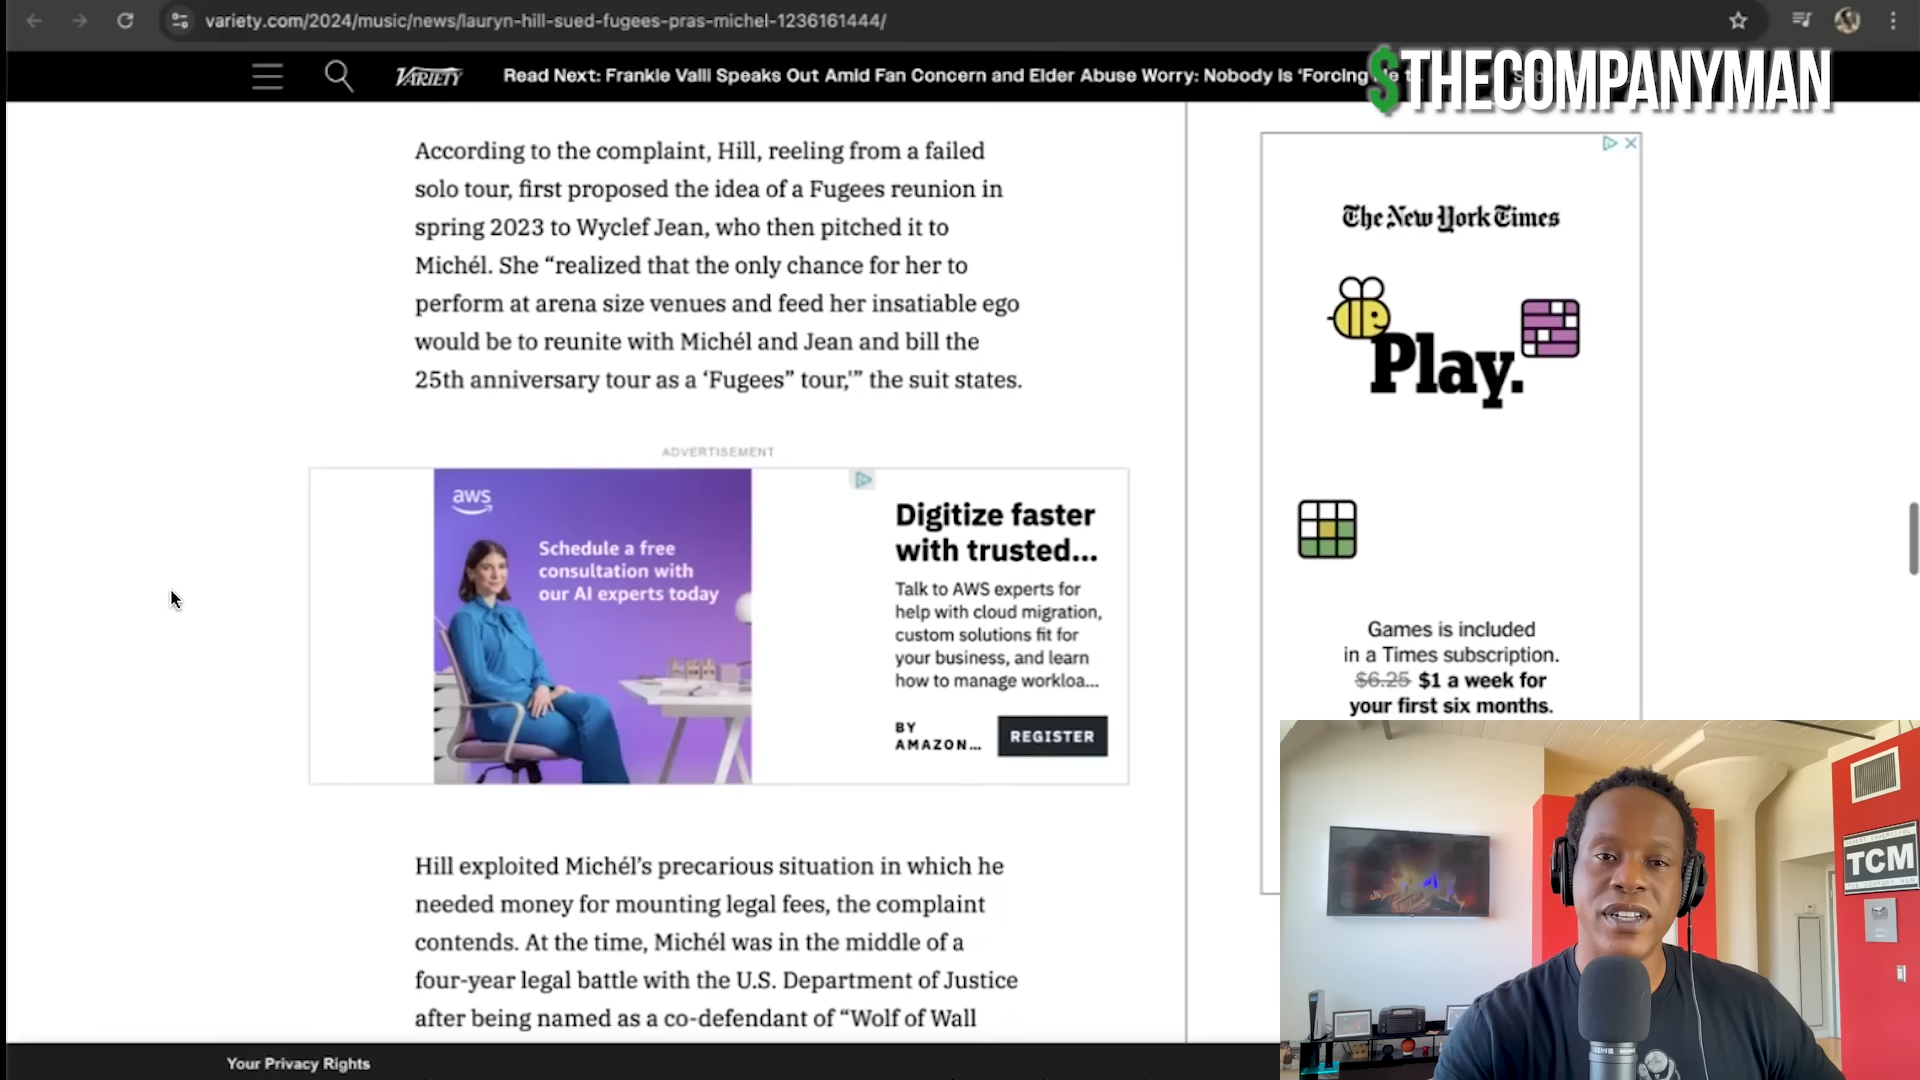 variety.com/2024/music/news/lauryn-hill-sued-fugees-pras-michel-1236161444/
VARIETY
Read Next: Frankie Valli Speaks Out Amid Fan Concern and Elder Abuse Worry: Nobody Is ‘Forcing Me t
$THECOMPANYMAN
According to the complaint, Hill, reeling from a failed
solo tour, first proposed the idea of a Fugees reunion in
spring 2023 to Wyclef Jean, who then pitched it to
Michél. She “realized that the only chance for her to
perform at arena size venues and feed her insatiable ego
would be to reunite with Michél and Jean and bill the
25th anniversary tour as a ‘Fugees” tour,'” the suit states.
ADVERTISEMENT
aws
Schedule a free
consultation with
our AI experts today
Digitize faster
with trusted...
Talk to AWS experts for
help with cloud migration,
custom solutions fit for
your business, and learn
how to manage workloa...
BY
AMAZON...
REGISTER
Hill exploited Michél’s precarious situation in which he
needed money for mounting legal fees, the complaint
contends. At the time, Michél was in the middle of a
four-year legal battle with the U.S. Department of Justice
after being named as a co-defendant of “Wolf of Wall
Your Privacy Rights
The New York Times
Play.
Games is included
in a Times subscription.
$6.25 $1 a week for
your first six months.
TCM